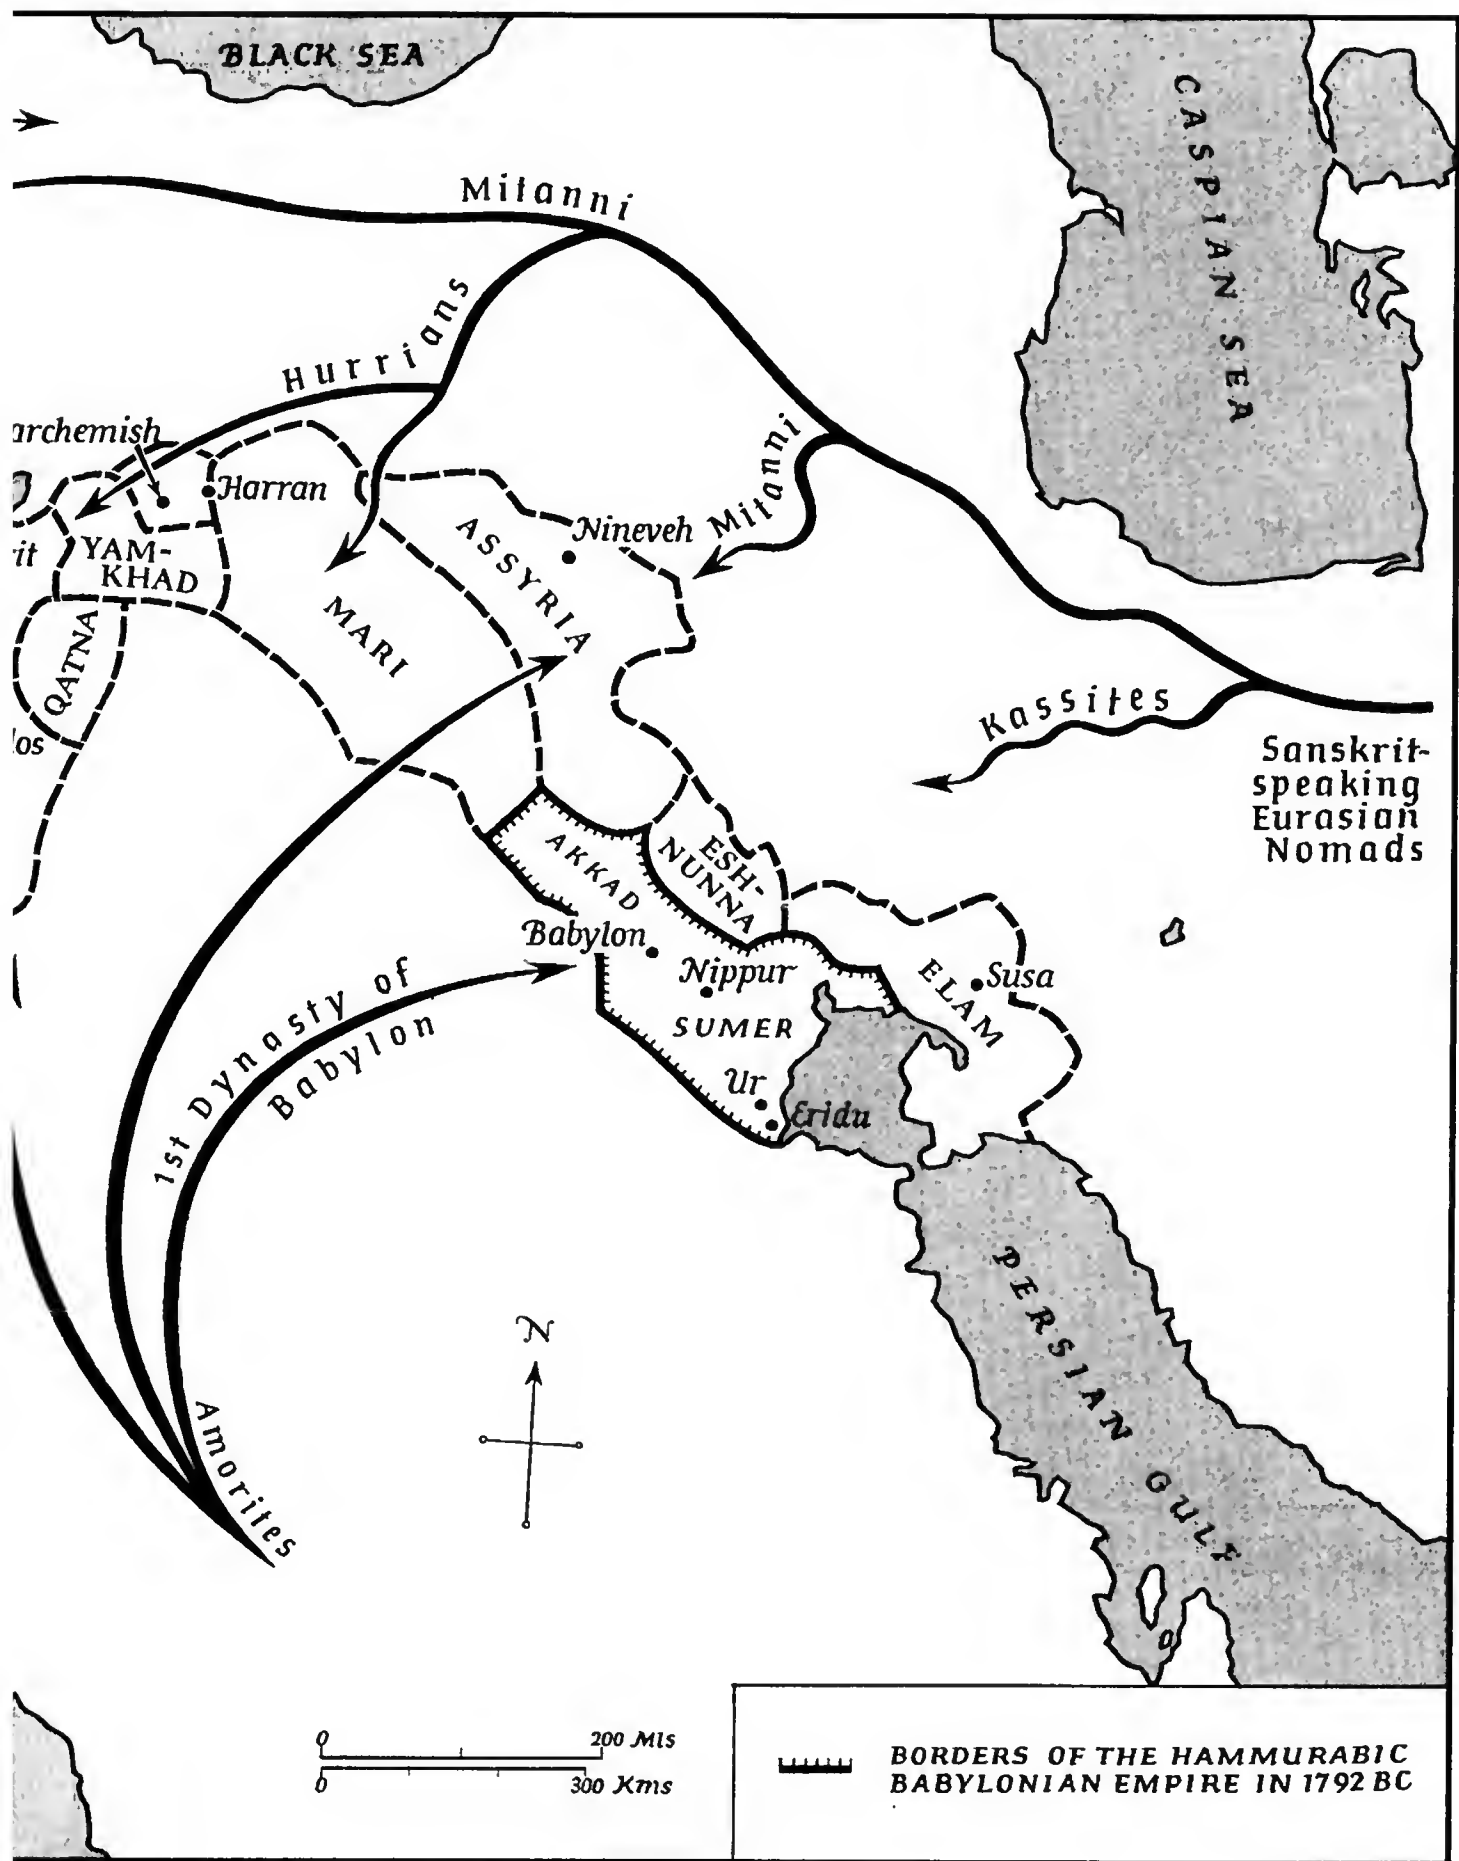 BLACK SEA
CASPIAN SEA
Mitanni
Hurrians
archemish
Harran
Mitanni
Nineveh
ASSYRIA
rit
YAM-
KHAD
MARI
QATNA
Kassites
los
Sanskrit-
speaking
Eurasian
Nomads
AKKAD
ESH-
NUNNA
Babylon
Nippur
ELAM
Susa
SUMER
1st Dynasty of
Babylon
Ur
Eridu
PERSIAN GULF
N
Amorites
0 200 Mls
0 300 Kms
BORDERS OF THE HAMMURABIC
BABYLONIAN EMPIRE IN 1792 BC